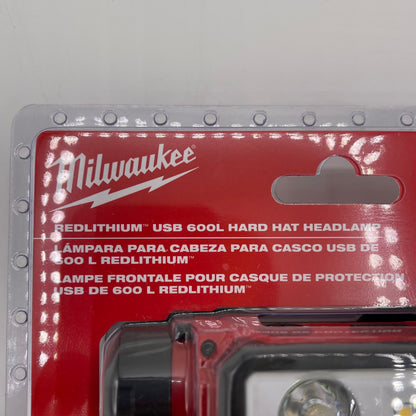 Milwaukee
REDLITHIUM™ USB 600L HARD HAT HEADLAMP
LÁMPARA PARA CABEZA PARA CASCO USB DE
600 L REDLITHIUM™
LAMPE FRONTALE POUR CASQUE DE PROTECTION
USB DE 600 L REDLITHIUM™